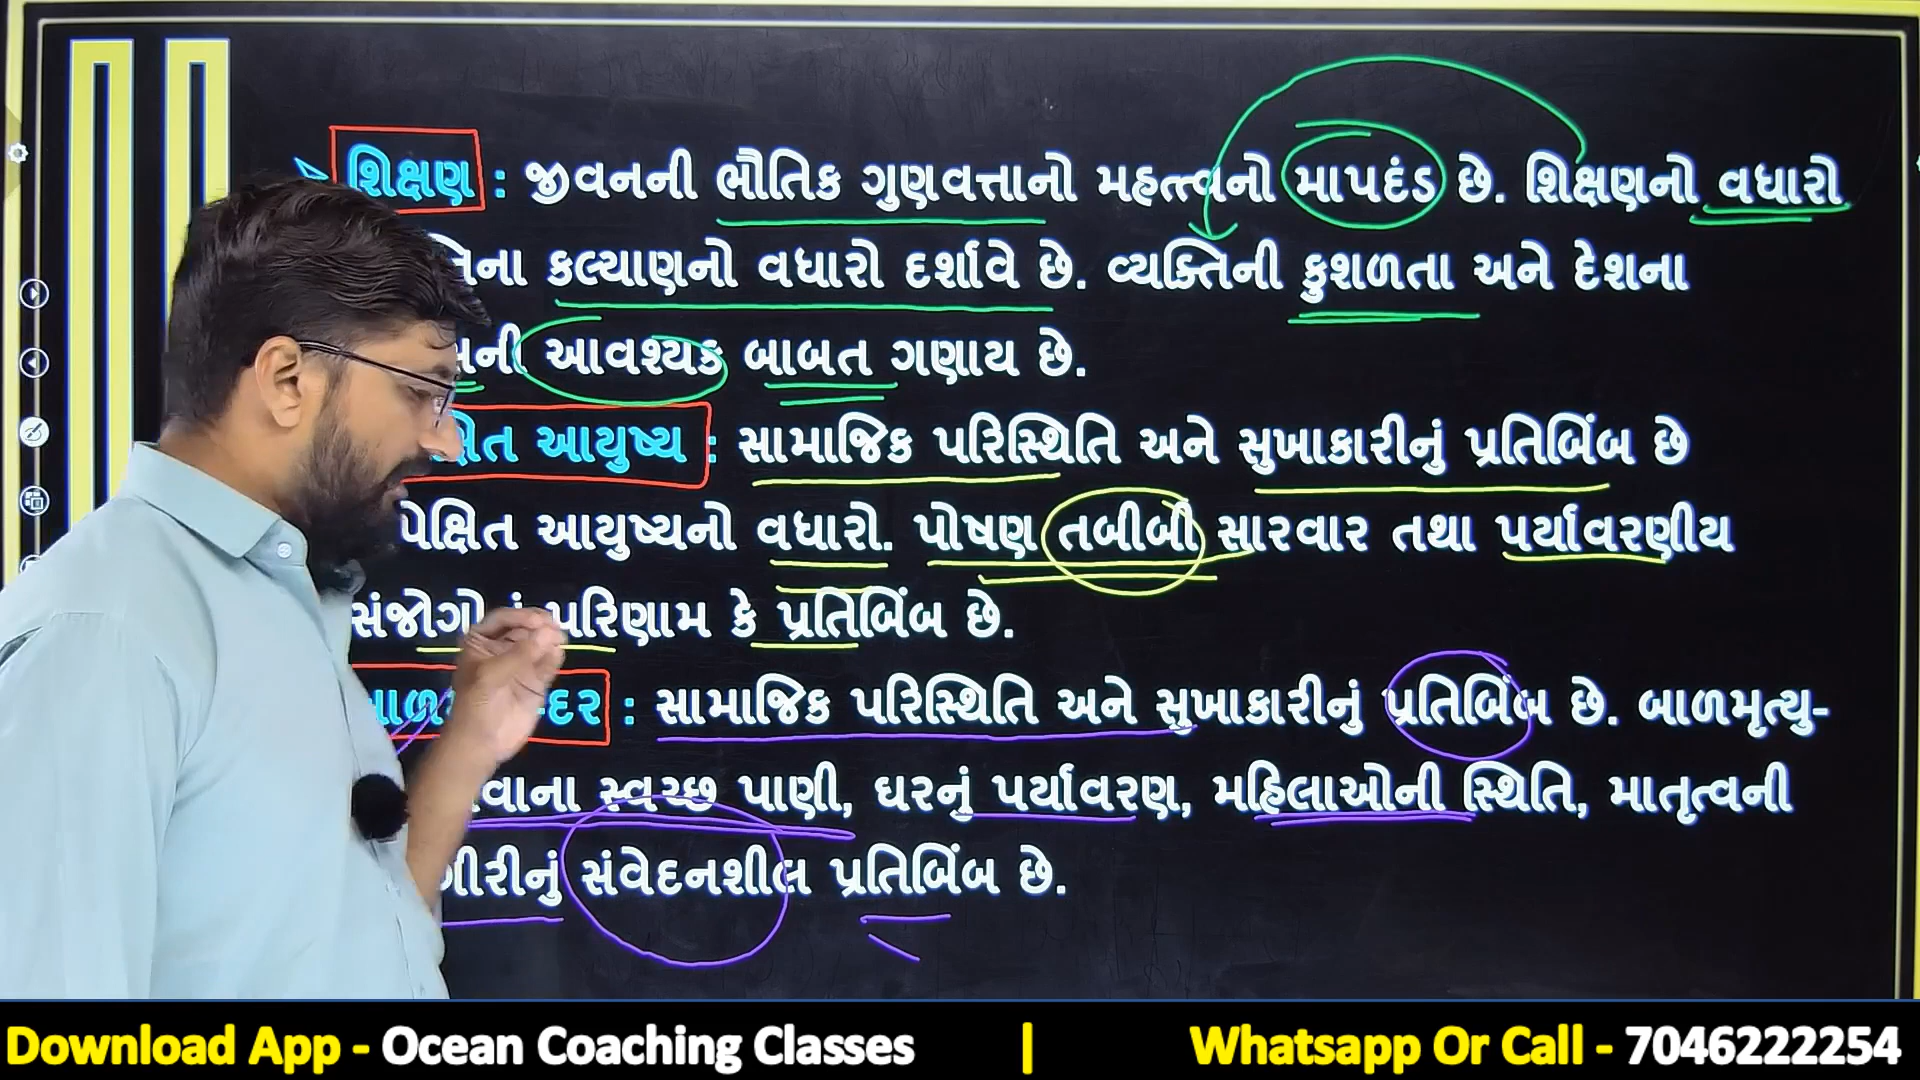 શિક્ષણ : જીવનની ભૌતિક ગુણવત્તાનો મહત્ત્વનો માપદંડ છે. શિક્ષણનો વધારો
કલ્યાણનો વધારો દર્શાવે છે. વ્યક્તિની કુશળતા અને દેશના
આવશ્યક બાબત ગણાય છે.
આયુષ્ય : સામાજિક પરિસ્થિતિ અને સુખાકારીનું પ્રતિબિંબ છે
આયુષ્યનો વધારો. પોષણ તબીબી સારવાર તથા પર્યાવરણીય
પરિણામ કે પ્રતિબિંબ છે.
: સામાજિક પરિસ્થિતિ અને સુખાકારીનું પ્રતિબિંબ છે. બાળમૃત્યુ-
સ્વચ્છ પાણી, ઘરનું પર્યાવરણ, મહિલાઓની સ્થિતિ, માતૃત્વની
સંવેદનશીલ પ્રતિબિંબ છે.
Download App - Ocean Coaching Classes | Whatsapp Or Call - 7046222254